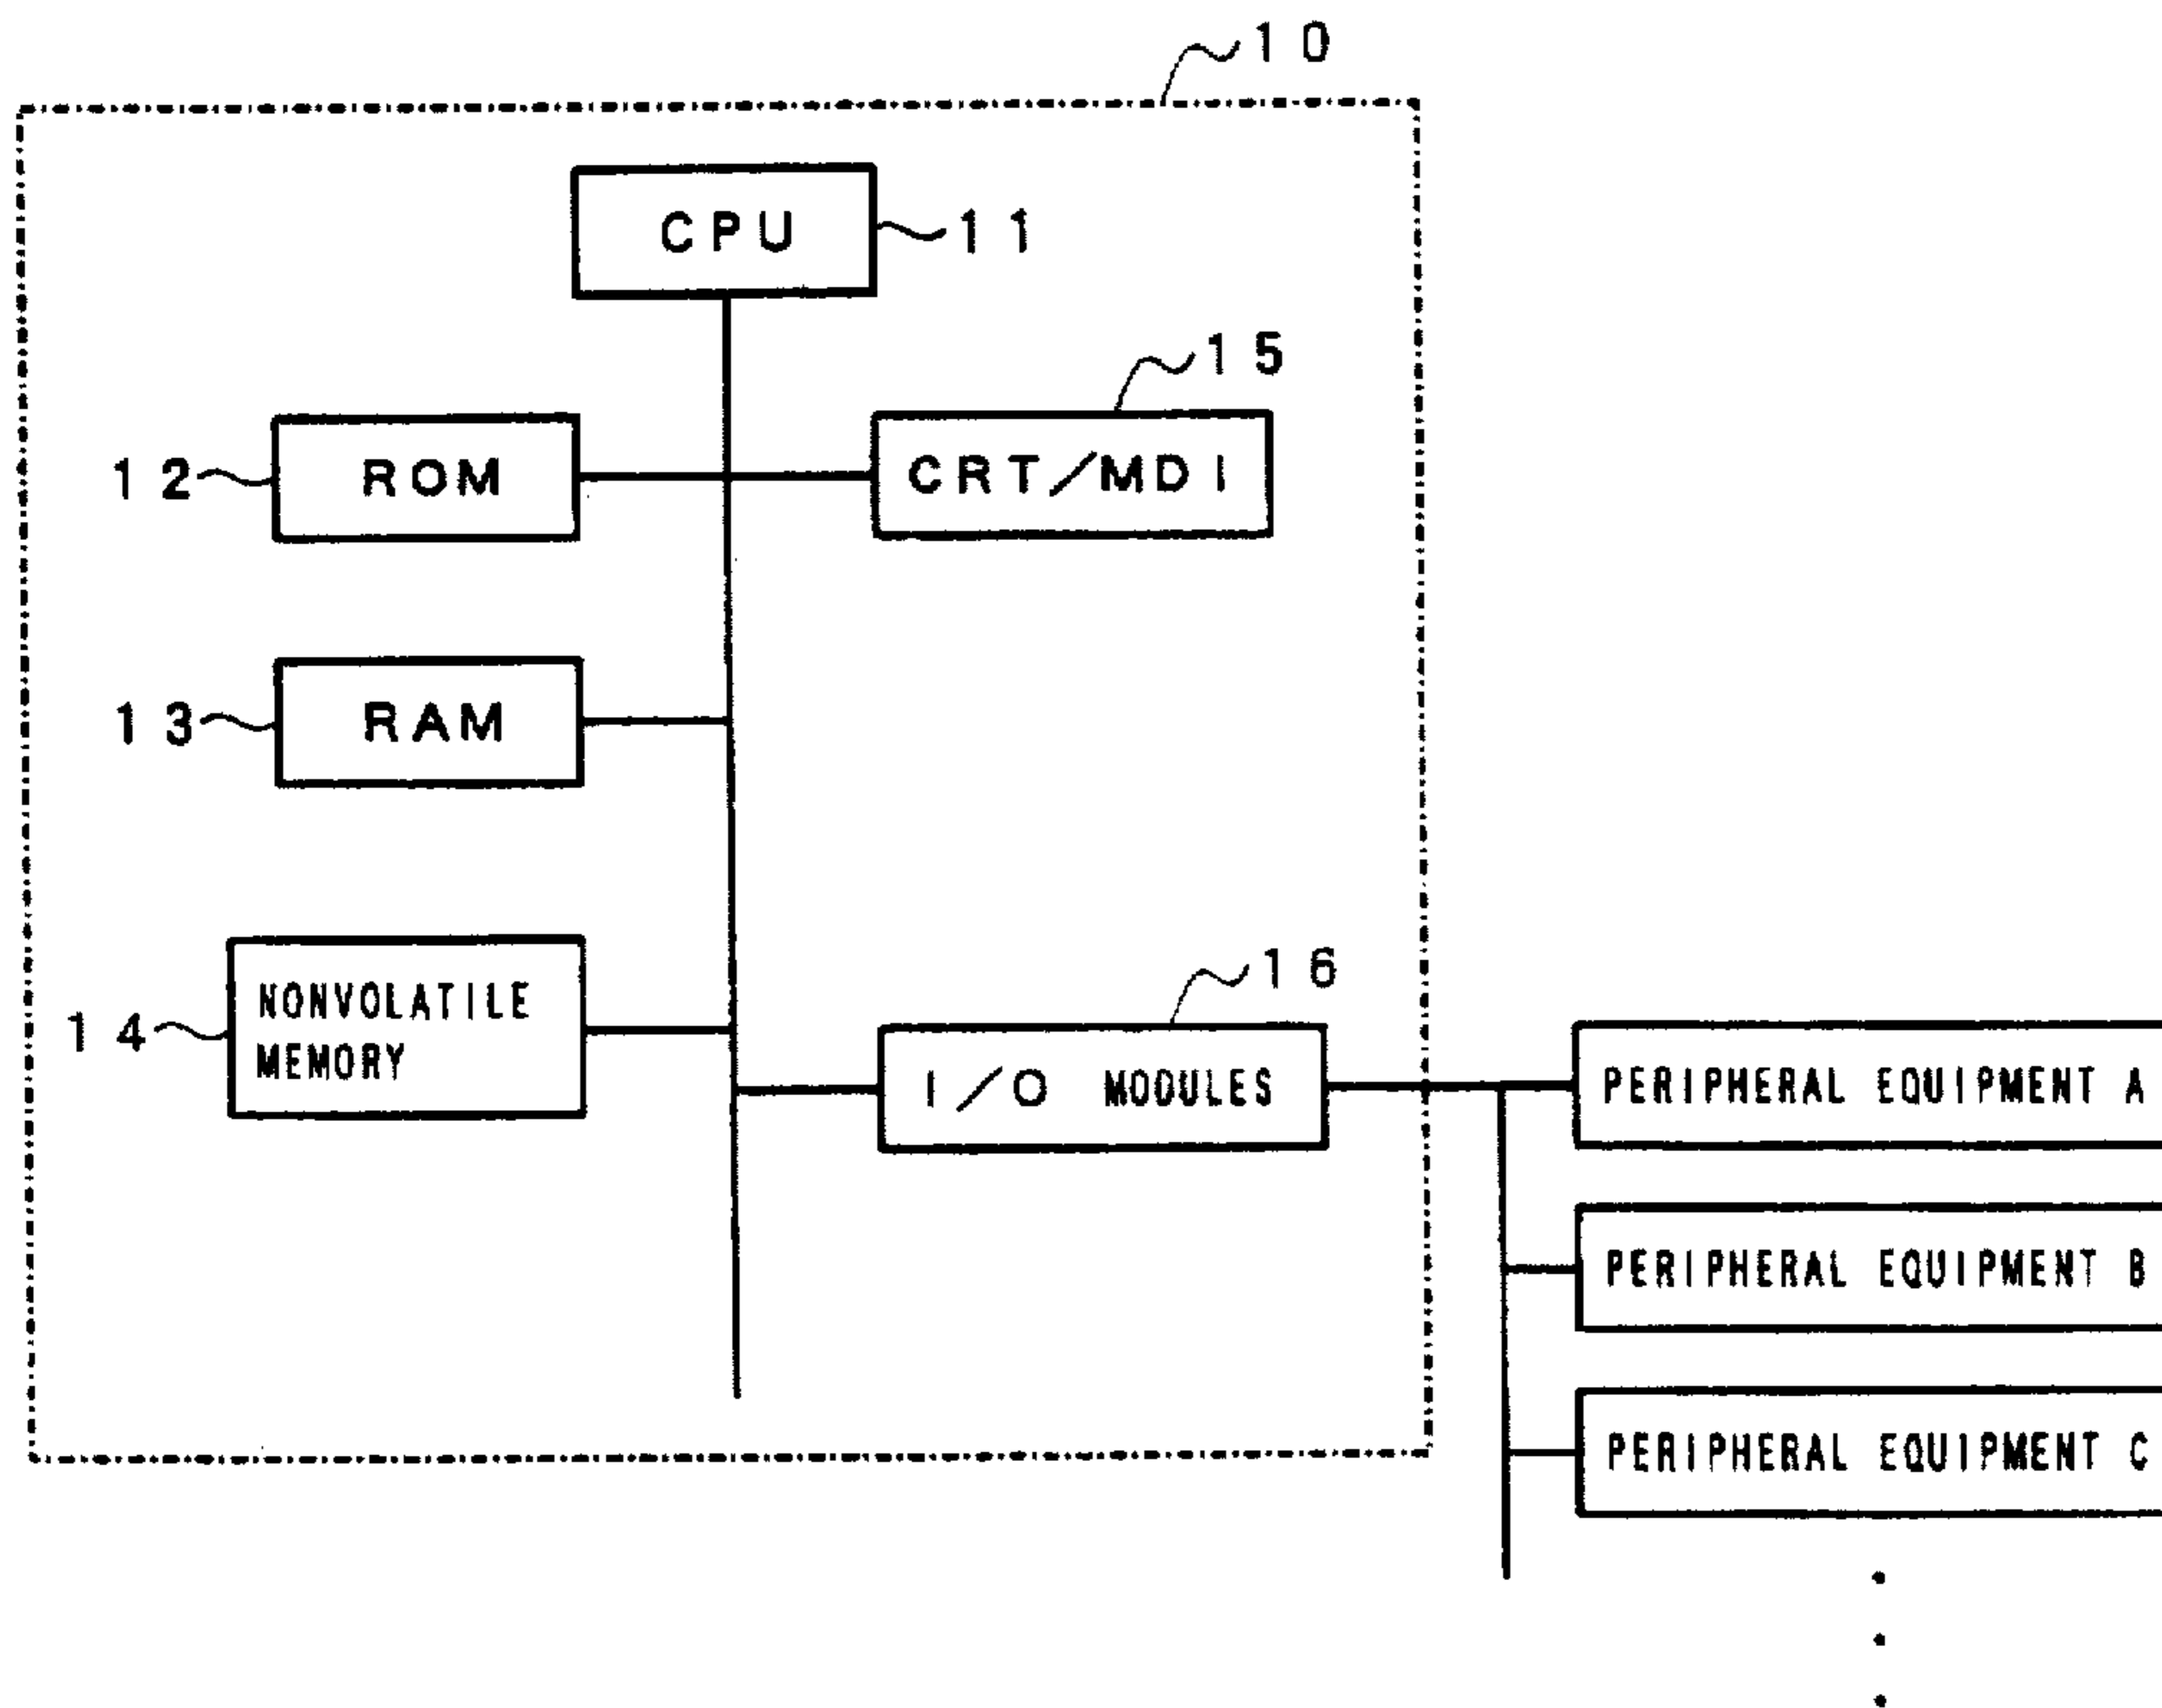 10
CPU
11
15
12
ROM
CRT/MDI
13
RAM
16
14
NONVOLATILE
MEMORY
I/O MODULES
PERIPHERAL EQUIPMENT A
PERIPHERAL EQUIPMENT B
PERIPHERAL EQUIPMENT C